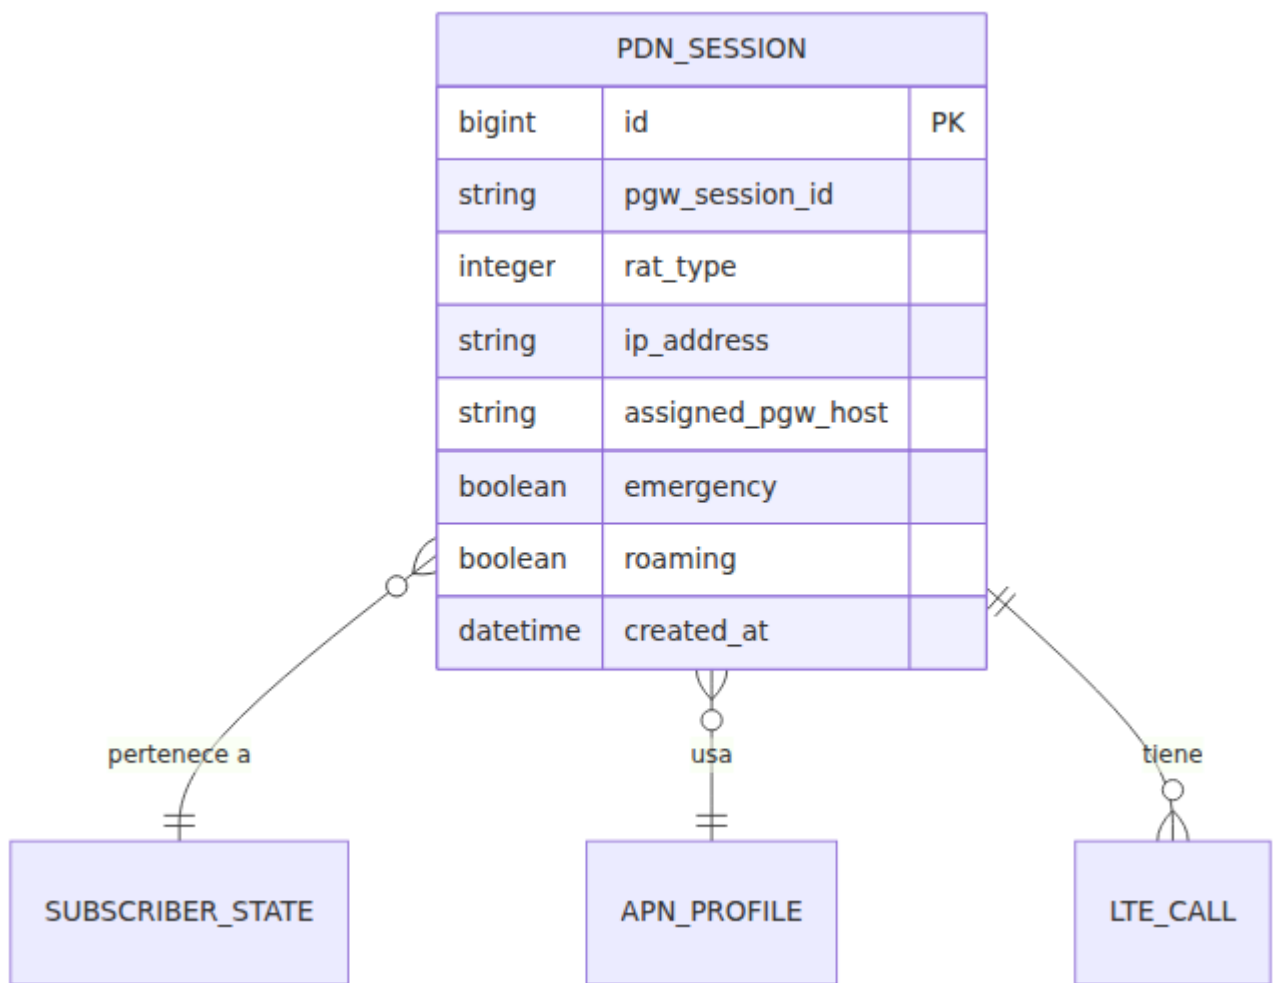 PDN_SESSION
bigint id PK
string pgw_session_id
integer rat_type
string ip_address
string assigned_pgw_host
boolean emergency
boolean roaming
datetime created_at
pertenece a usa tiene
SUBSCRIBER_STATE APN_PROFILE LTE_CALL